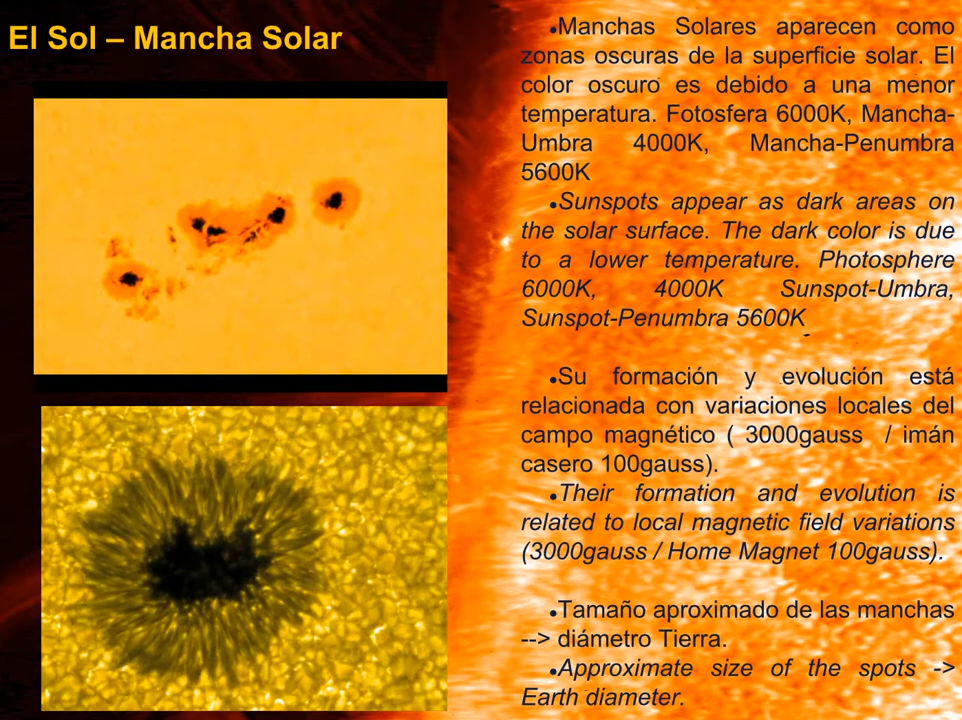 El Sol – Mancha Solar
●Manchas Solares aparecen como
zonas oscuras de la superficie solar. El
color oscuro es debido a una menor
temperatura. Fotosfera 6000K, Mancha-
Umbra 4000K, Mancha-Penumbra
5600K
●Sunspots appear as dark areas on
the solar surface. The dark color is due
to a lower temperature. Photosphere
6000K, 4000K Sunspot-Umbra,
Sunspot-Penumbra 5600K
●Su formación y evolución está
relacionada con variaciones locales del
campo magnético ( 3000gauss / imán
casero 100gauss).
●Their formation and evolution is
related to local magnetic field variations
(3000gauss / Home Magnet 100gauss).
●Tamaño aproximado de las manchas
--> diámetro Tierra.
●Approximate size of the spots ->
Earth diameter.